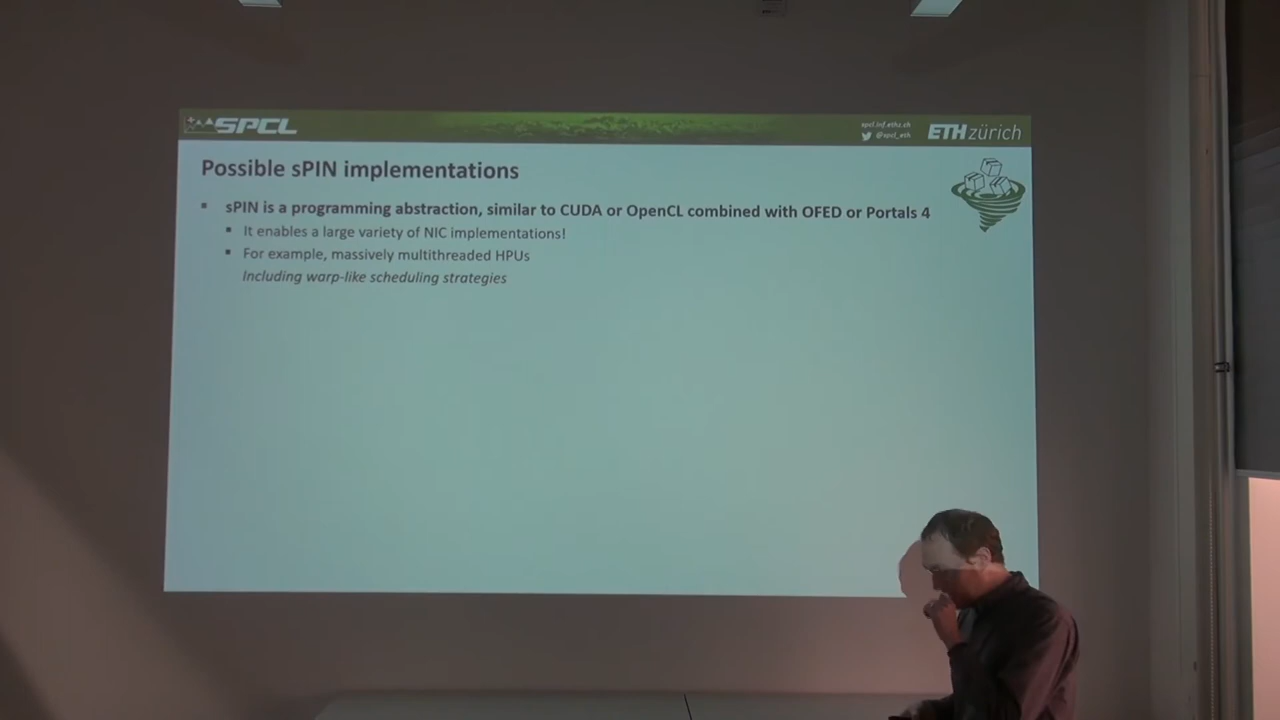 SPCL
spcl.inf.ethz.ch
@spcl_eth
ETH zürich
Possible sPIN implementations
sPIN is a programming abstraction, similar to CUDA or OpenCL combined with OFED or Portals 4
It enables a large variety of NIC implementations!
For example, massively multithreaded HPUs
Including warp-like scheduling strategies